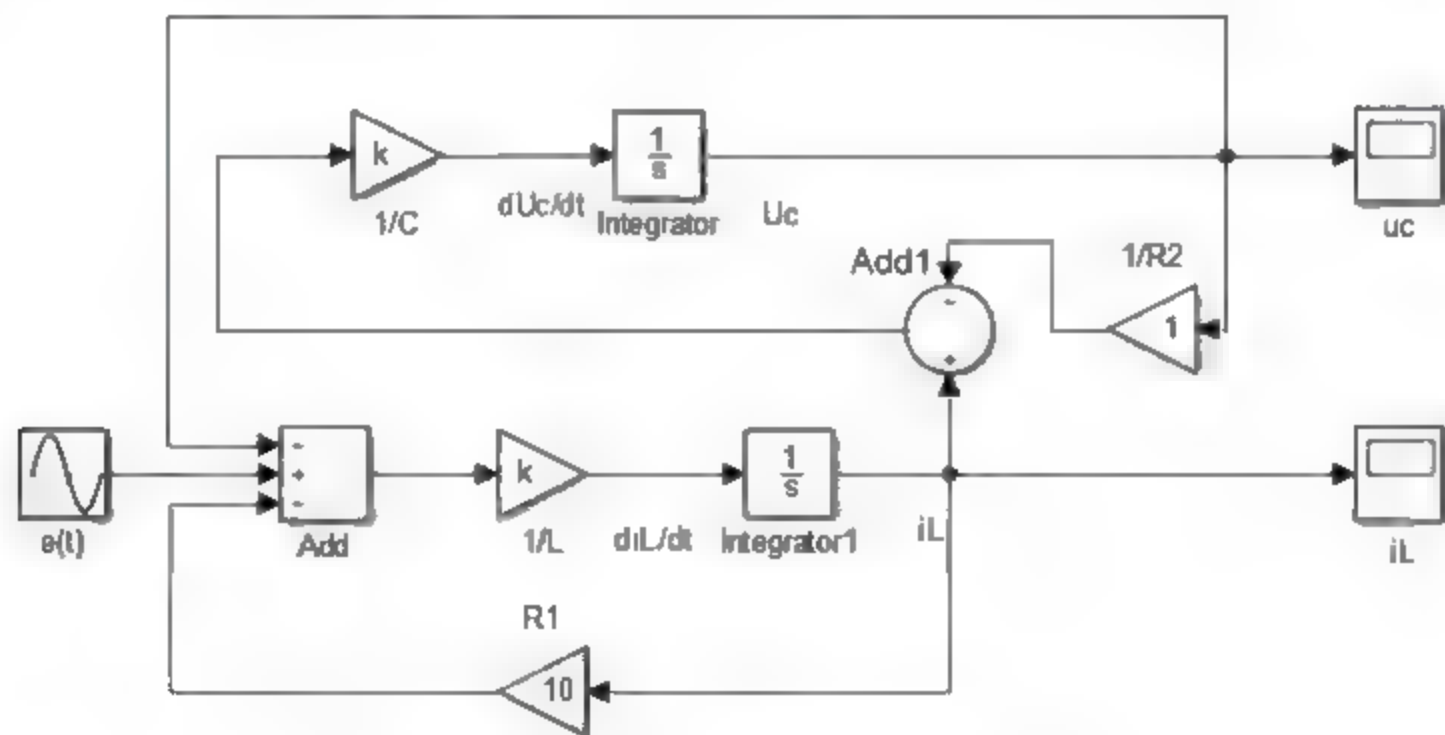 k
1/C
dUc/dt
1
s
Integrator
Uc
uc
Add1
1/R2
-
1
+
e(t)
-
+
-
Add
k
1/L
diL/dt
1
s
Integrator1
iL
iL
R1
10